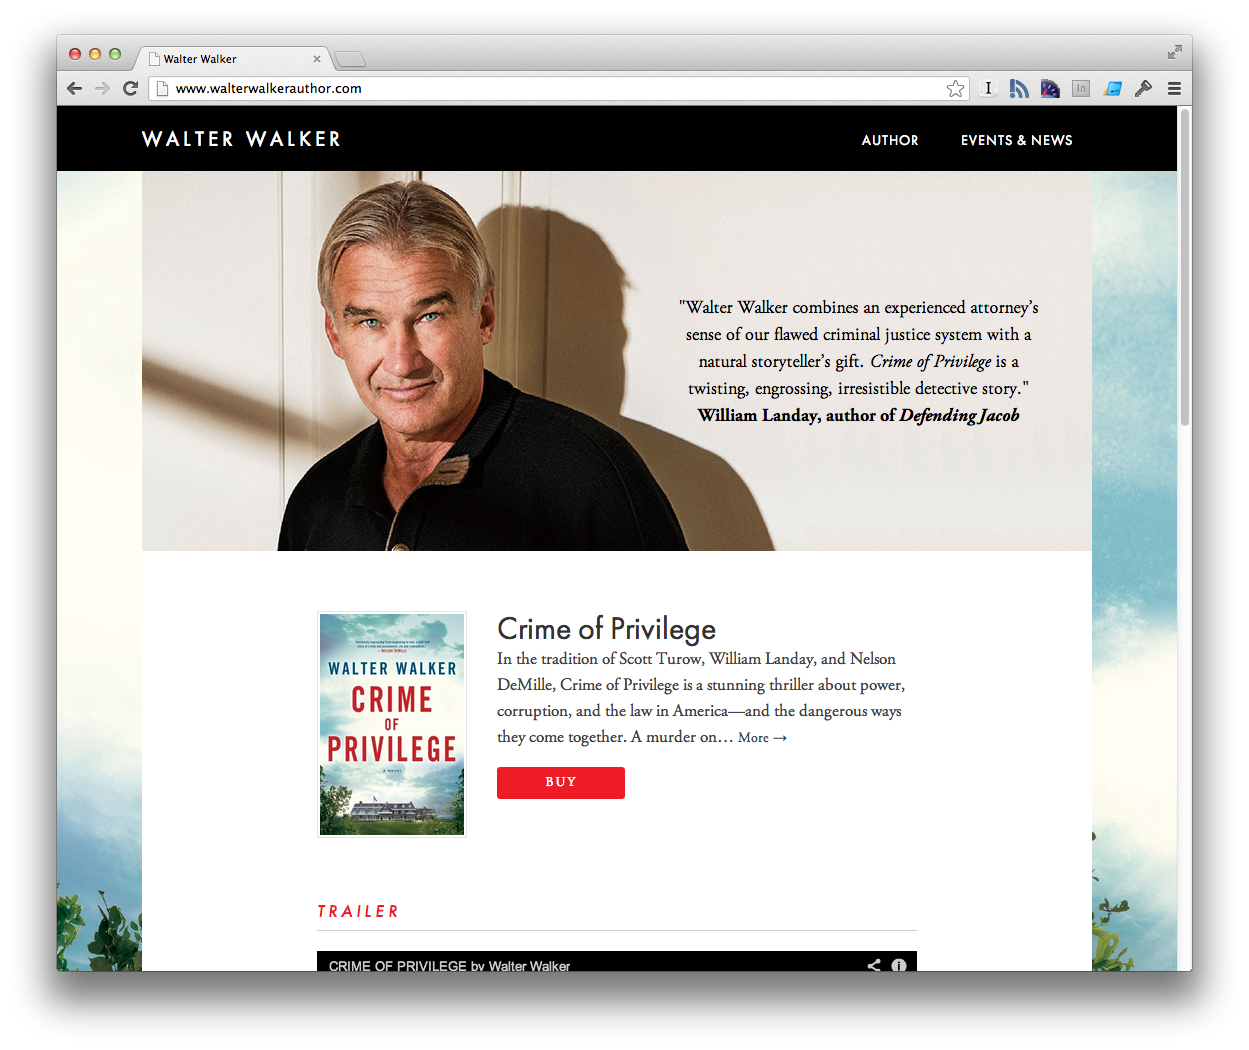 Walter Walker
www.walterwalkerauthor.com
In
WALTER WALKER
AUTHOR
EVENTS & NEWS
"Walter Walker combines an experienced attorney’s
sense of our flawed criminal justice system with a
natural storyteller’s gift. Crime of Privilege is a
twisting, engrossing, irresistible detective story."
William Landay, author of Defending Jacob
WALTER WALKER
CRIME
OF
PRIVILEGE
A NOVEL
Crime of Privilege
In the tradition of Scott Turow, William Landay, and Nelson
DeMille, Crime of Privilege is a stunning thriller about power,
corruption, and the law in America—and the dangerous ways
they come together. A murder on… More →
BUY
TRAILER
CRIME OF PRIVILEGE by Walter Walker